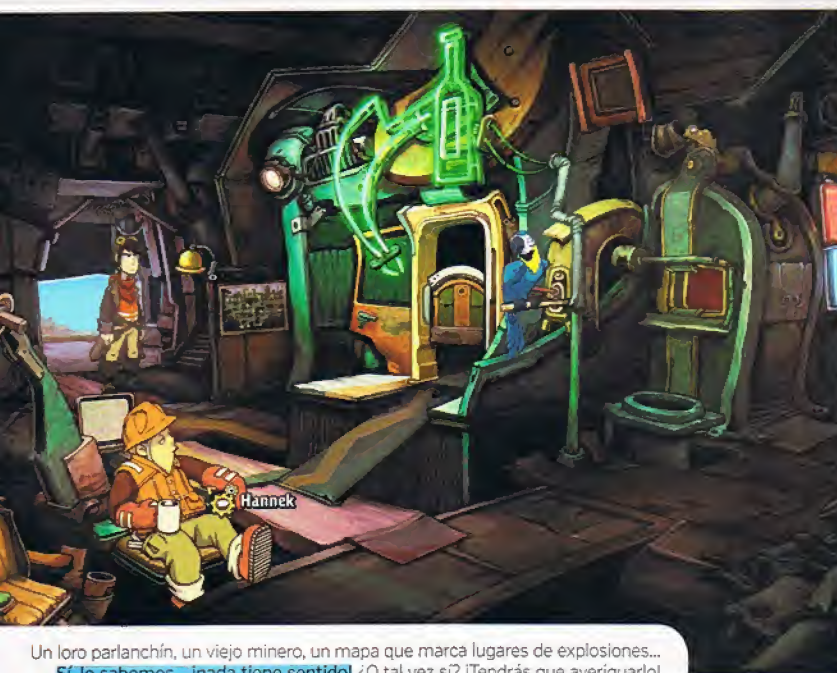 Hannek
Un loro parlanchín, un viejo minero, un mapa que marca lugares de explosiones...
Sí, lo sabemos... ¡nada tiene sentido! ¿O tal vez sí? ¡Tendrás que averiguarlo!